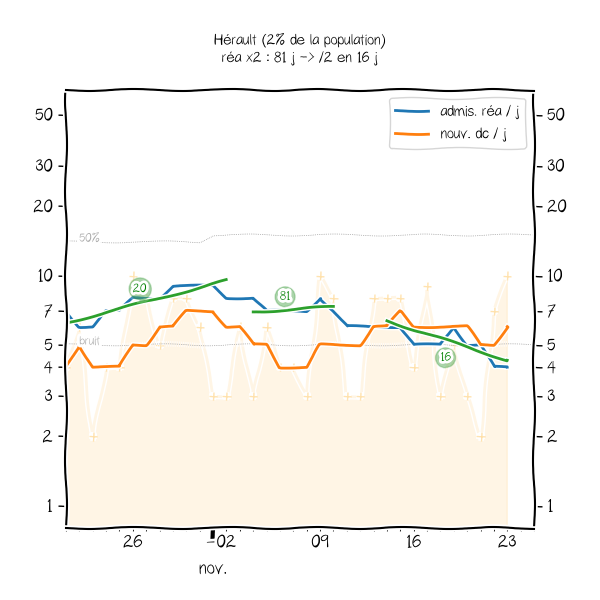 Hérault (2% de la population)
réa x2 : 81 j -> /2 en 16 j
admis. réa / j
nouv. dc / j
50 50
30 30
20 20
50%
10 10
20
81
7 7
bruit
5 5
16
4 4
3 3
2 2
1 1
26 02 09 16 23
nov.